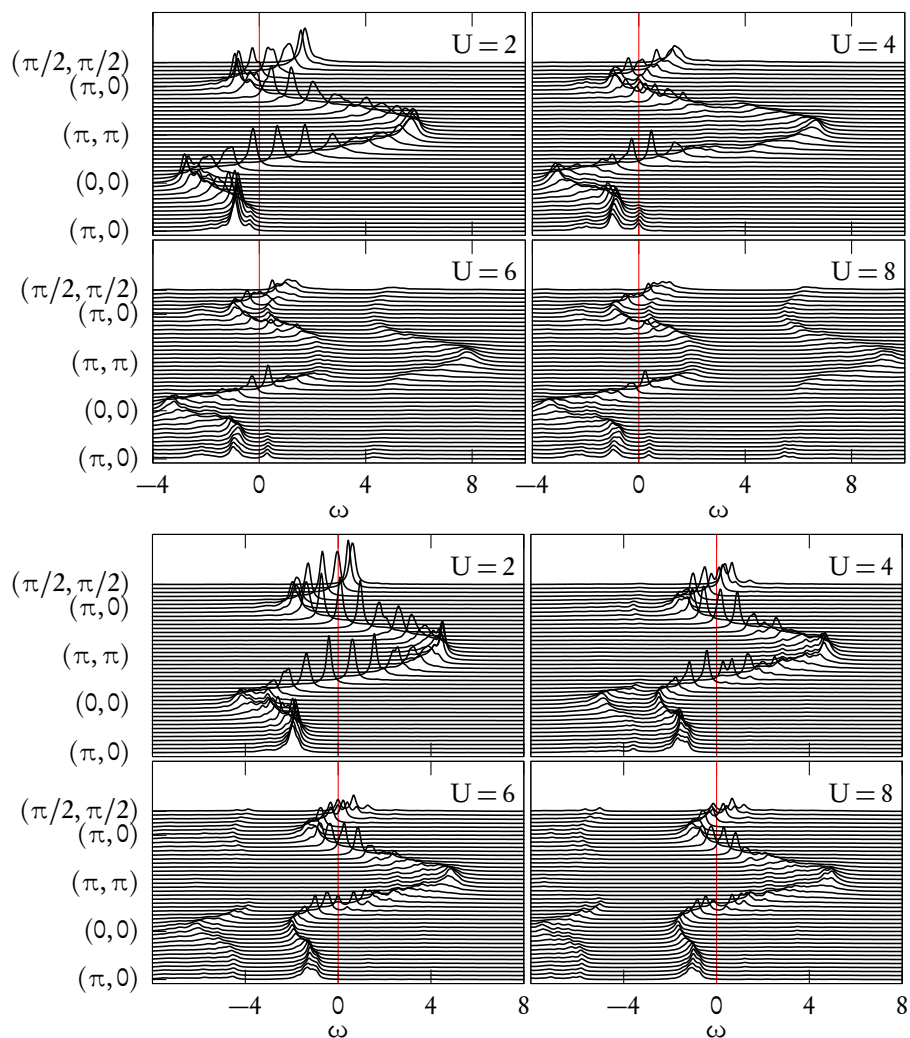 U = 2 U = 4
(π/2, π/2)
(π, 0)
(π, π)
(0, 0)
(π, 0)
U = 6 U = 8
(π/2, π/2)
(π, 0)
(π, π)
(0, 0)
(π, 0)
−4 0 4 8 0 4 8
ω ω
U = 2 U = 4
(π/2, π/2)
(π, 0)
(π, π)
(0, 0)
(π, 0)
U = 6 U = 8
(π/2, π/2)
(π, 0)
(π, π)
(0, 0)
(π, 0)
−4 0 4 −4 0 4 8
ω ω